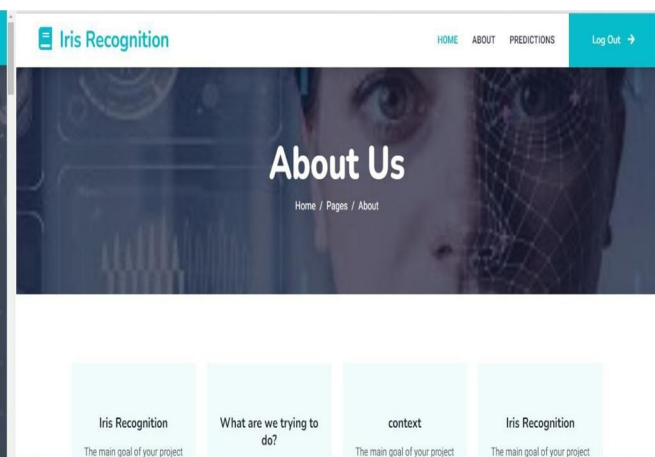 Iris Recognition
HOME ABOUT PREDICTIONS Log Out
About Us
Home / Pages / About
Iris Recognition
The main goal of your project
What are we trying to
do?
context
The main goal of your project
Iris Recognition
The main goal of your project